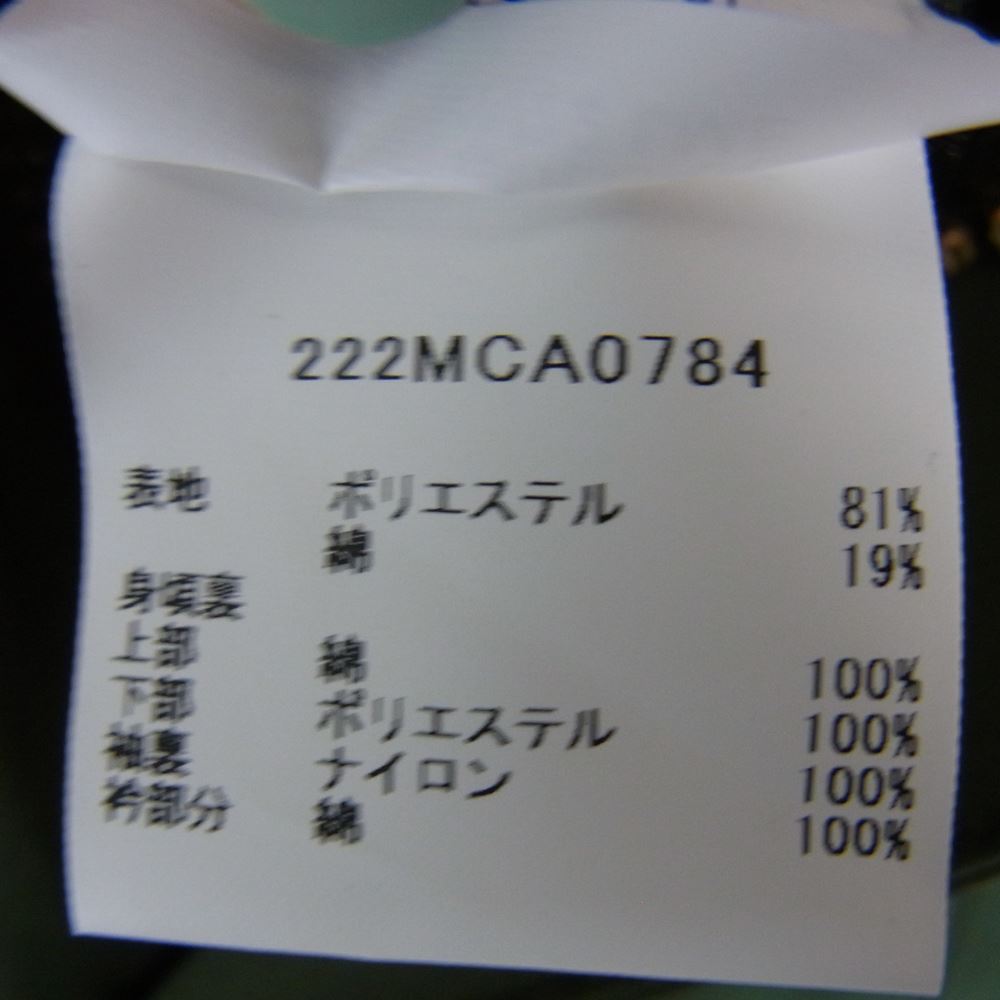 222MCA0784
表地 ポリエステル 81%
綿 19%
身頃裏
上部 綿 100%
下部 ポリエステル 100%
袖裏 ナイロン 100%
衿部分 綿 100%